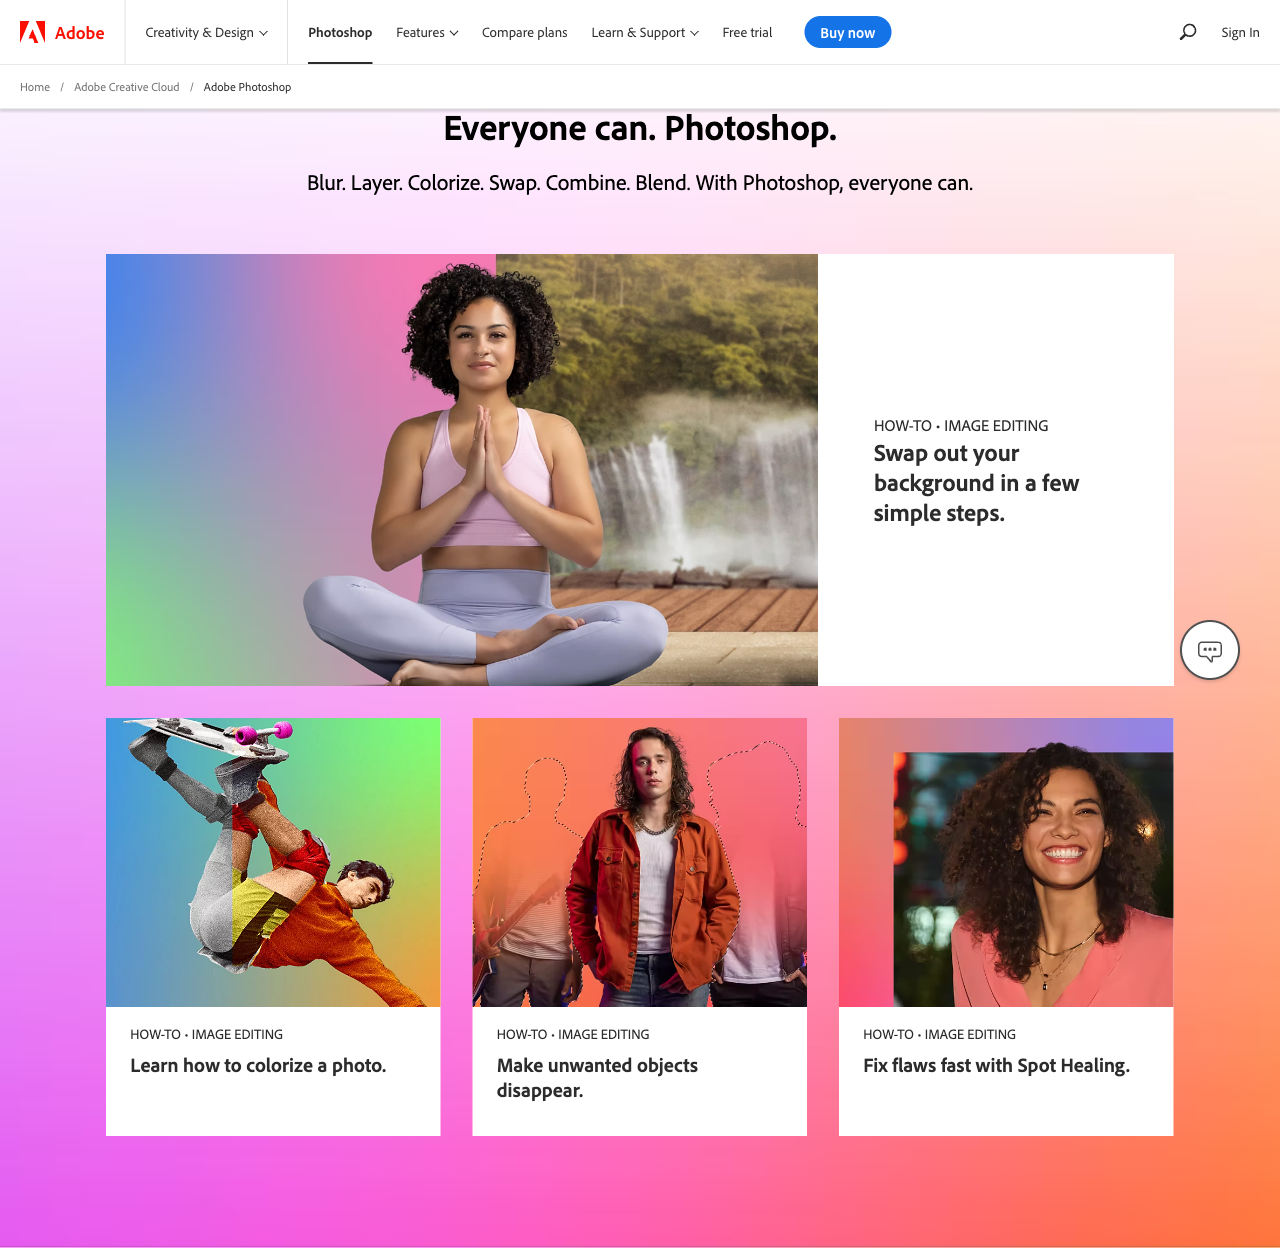 Adobe
Creativity & Design
Photoshop
Features
Compare plans
Learn & Support
Free trial
Buy now
Sign In
Home / Adobe Creative Cloud / Adobe Photoshop
Everyone can. Photoshop.
Blur. Layer. Colorize. Swap. Combine. Blend. With Photoshop, everyone can.
HOW-TO • IMAGE EDITING
Swap out your
background in a few
simple steps.
HOW-TO • IMAGE EDITING
Learn how to colorize a photo.
HOW-TO • IMAGE EDITING
Make unwanted objects
disappear.
HOW-TO • IMAGE EDITING
Fix flaws fast with Spot Healing.